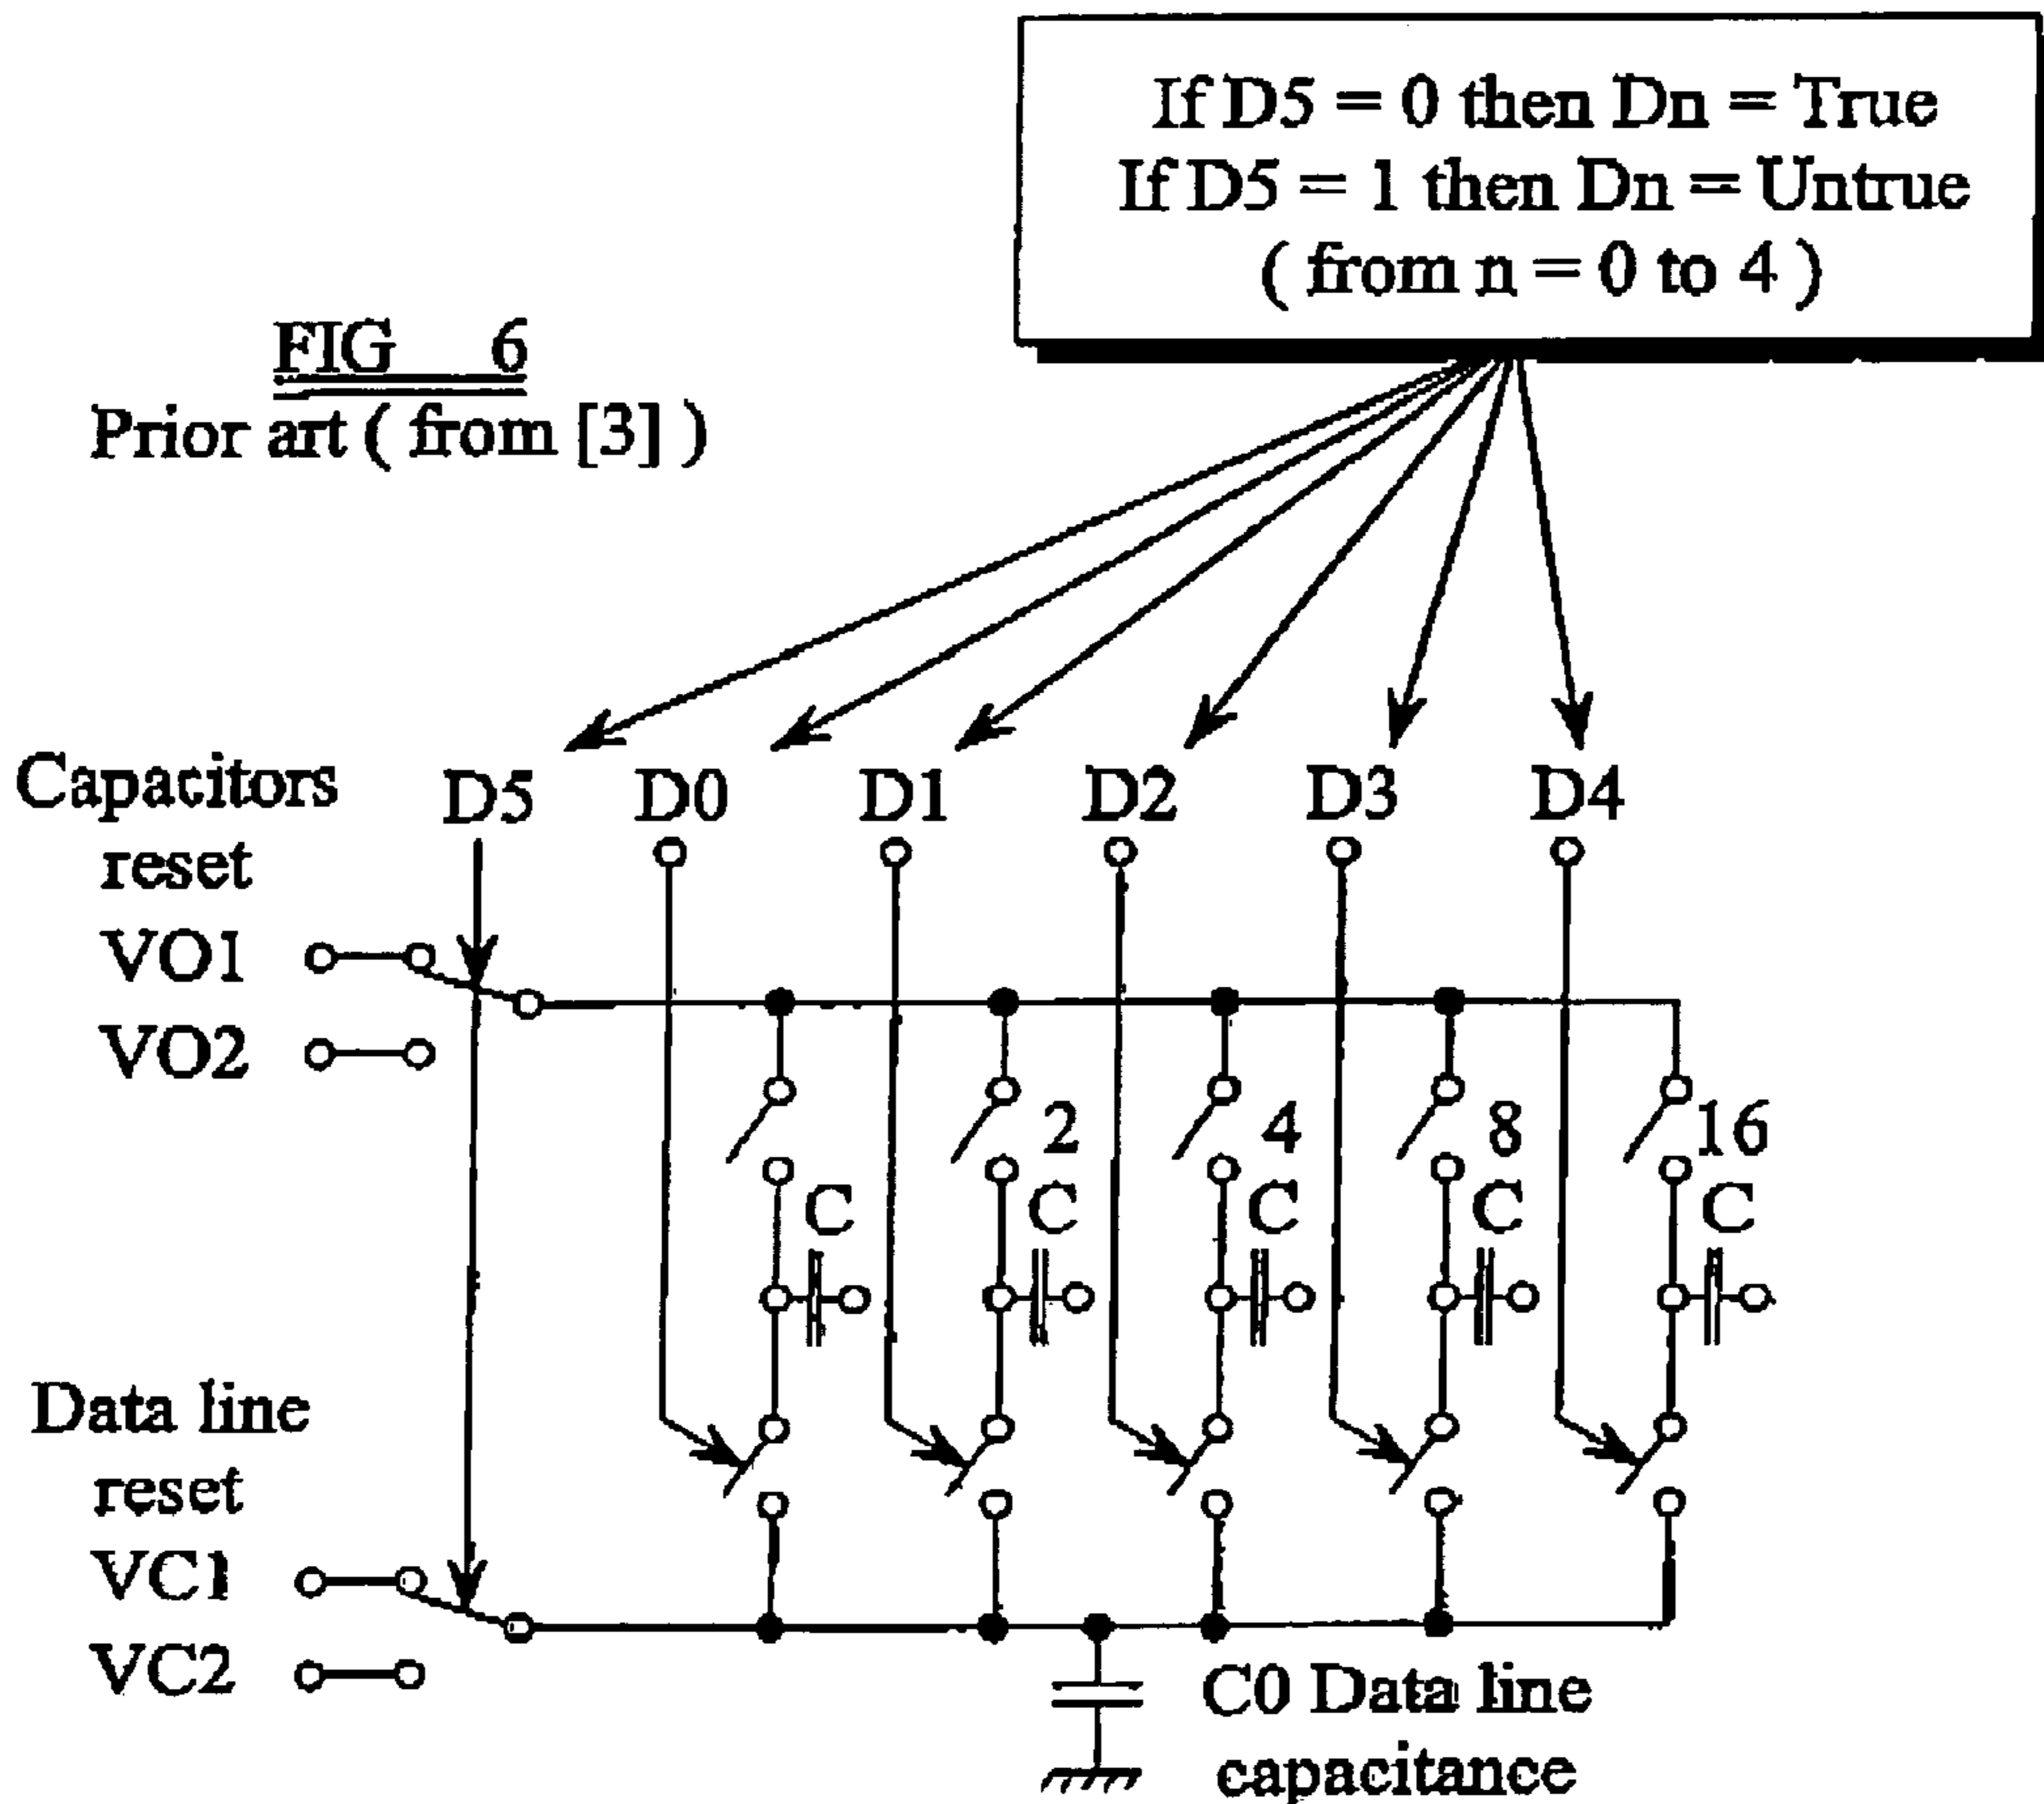 If D5 = 0 then Dn = True
If D5 = 1 then Dn = Untrue
( from n = 0 to 4 )
FIG 6
Prior art ( from [3] )
Capacitors
reset
D5 D0 D1 D2 D3 D4
VO1
VO2
2 4 8 16
C C C C C
Data line
reset
VC1
VC2
C0 Data line
capacitance